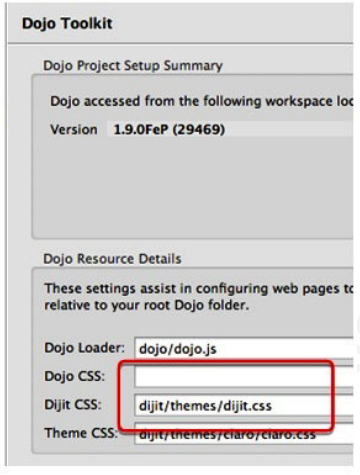 Dojo Toolkit
Dojo Project Setup Summary
Dojo accessed from the following workspace loc
Version 1.9.0FeP (29469)
Dojo Resource Details
These settings assist in configuring web pages to
relative to your root Dojo folder.
Dojo Loader: dojo/dojo.js
Dojo CSS:
Dijit CSS: dijit/themes/dijit.css
Theme CSS: dijit/themes/claro/claro.css